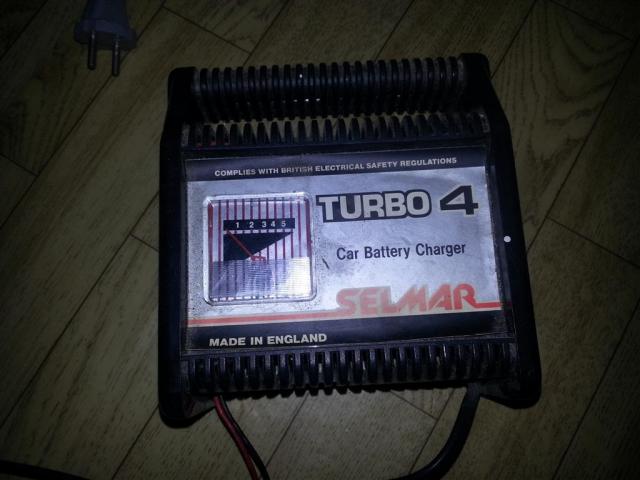 COMPLIES WITH BRITISH ELECTRICAL SAFETY REGULATIONS
TURBO 4
1 2 3 4 5
Car Battery Charger
SELMAR
MADE IN ENGLAND